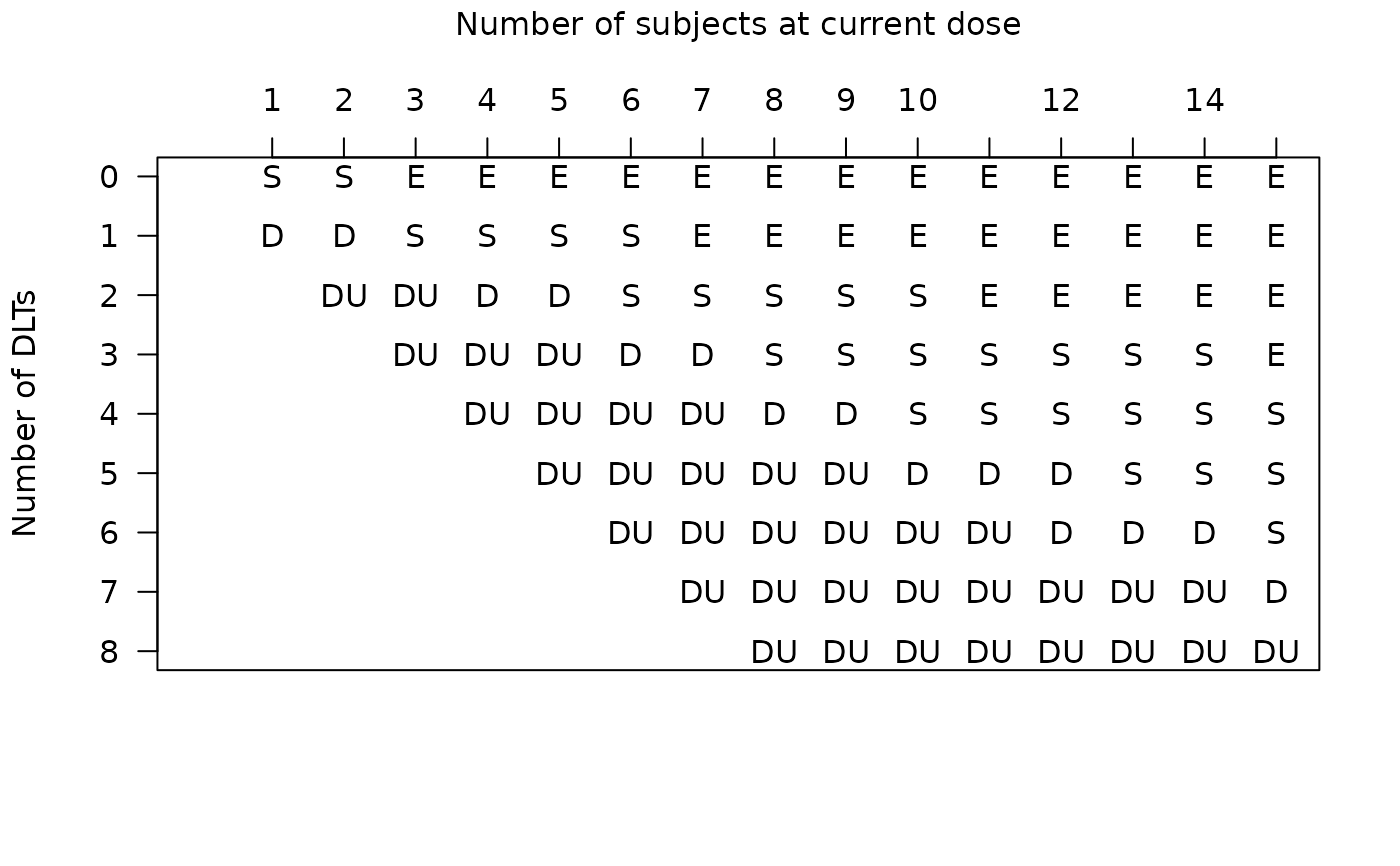 Number of subjects at current dose
1 2 3 4 5 6 7 8 9 10 12 14
0 S S E E E E E E E E E E E E E
1 D D S S S S E E E E E E E E E
2 DU DU D D S S S S S E E E E E
3 DU DU DU D D S S S S S S S E
4 DU DU DU DU D D S S S S S S
5 DU DU DU DU DU D D D S S S
6 DU DU DU DU DU DU D D D S
7 DU DU DU DU DU DU DU DU D
8 DU DU DU DU DU DU DU DU
Number of DLTs